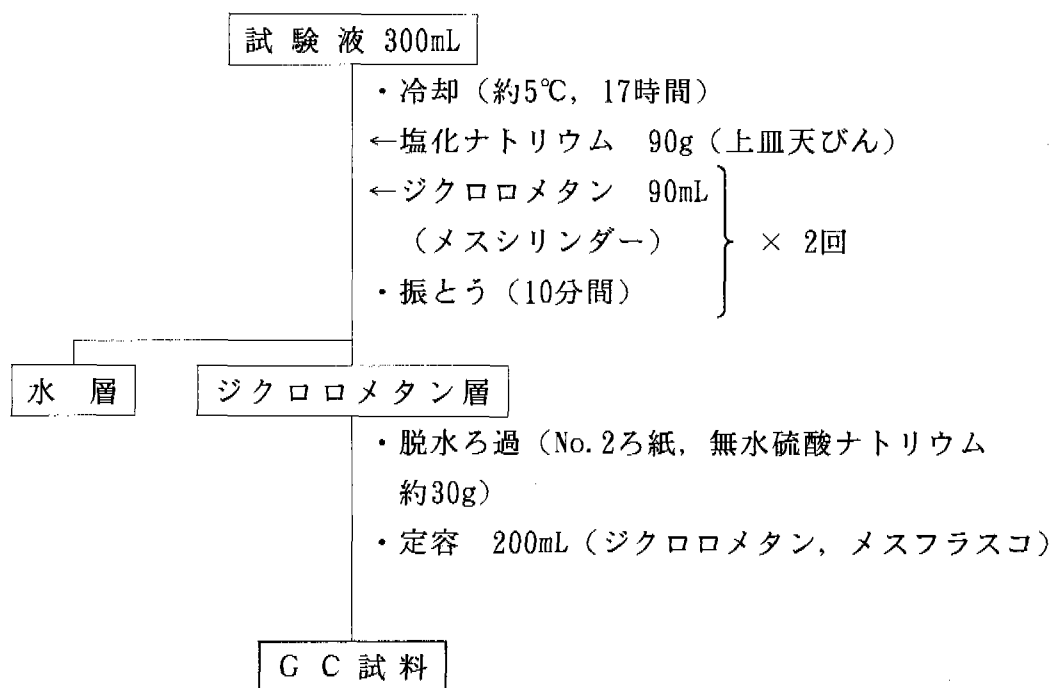 試 験 液 300mL
・冷却（約5℃，17時間）
←塩化ナトリウム 90g（上皿天びん）
←ジクロロメタン 90mL
（メスシリンダー）
× 2回
・振とう（10分間）
水 層
ジクロロメタン層
・脱水ろ過（No.2ろ紙，無水硫酸ナトリウム
約30g）
・定容 200mL（ジクロロメタン，メスフラスコ）
G C 試 料